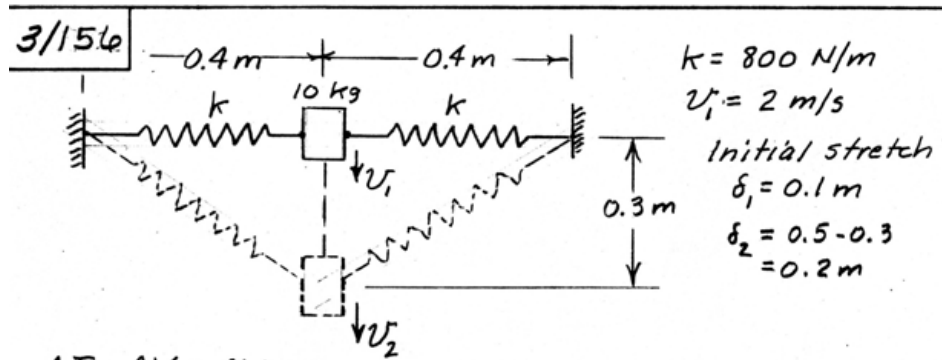 3/156
0.4 m 0.4 m
k = 800 N/m
k 10 kg k
v₁ = 2 m/s
Initial stretch
v₁
δ₁ = 0.1 m
0.3 m
δ₂ = 0.5 - 0.3
= 0.2 m
v₂